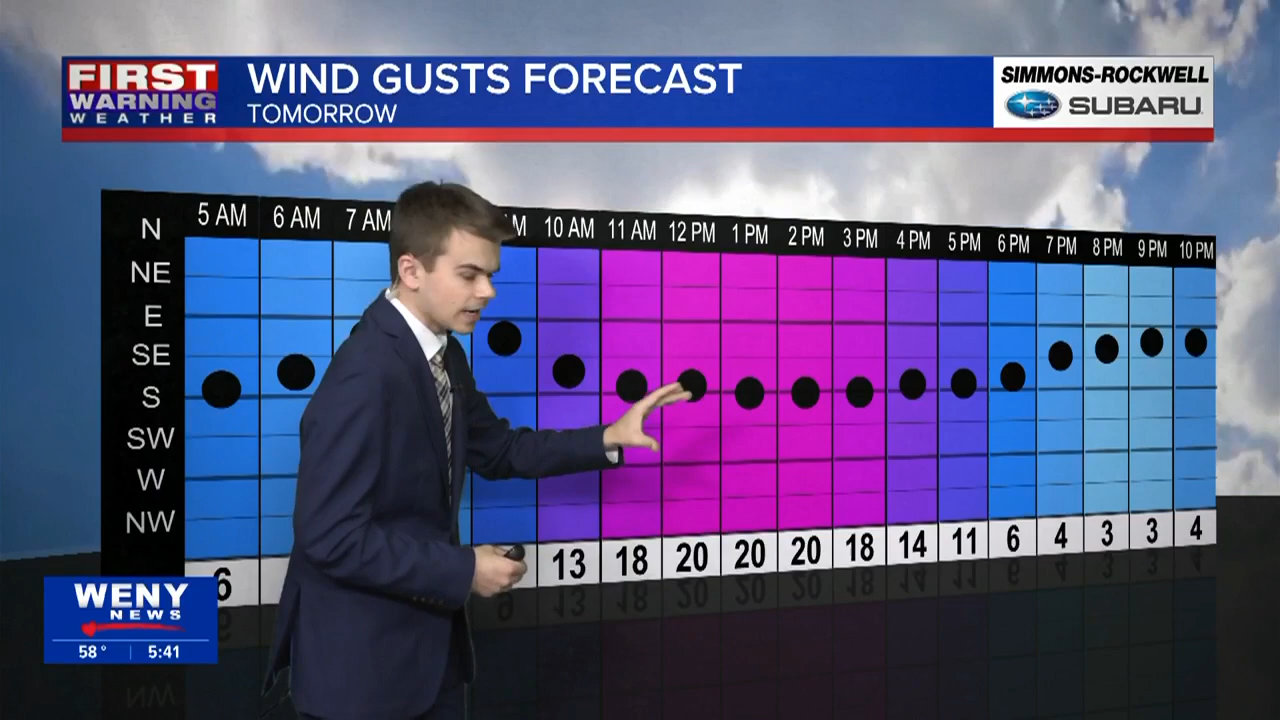 FIRST
WARNING
WEATHER
WIND GUSTS FORECAST
TOMORROW
SIMMONS-ROCKWELL
SUBARU
5 AM 6 AM 7 AM 10 AM 11 AM 12 PM 1 PM 2 PM 3 PM 4 PM 5 PM 6 PM 7 PM 8 PM 9 PM 10 PM
N
NE
E
SE
S
SW
W
NW
6 13 18 20 20 20 18 14 11 6 4 3 3 4
WENY
NEWS
58° 5:41